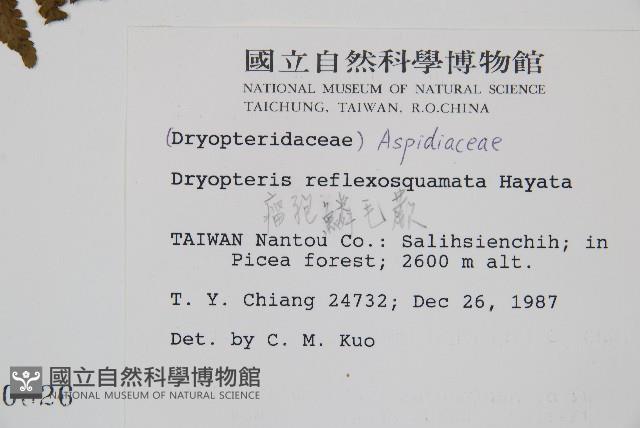 國立自然科學博物館
NATIONAL MUSEUM OF NATURAL SCIENCE
TAICHUNG, TAIWAN, R.O.CHINA
(Dryopteridaceae) Aspidiaceae
Dryopteris reflexosquamata Hayata
鱗毛蕨
TAIWAN Nantou Co.: Salihsienchih; in
Picea forest; 2600 m alt.
T. Y. Chiang 24732; Dec 26, 1987
Det. by C. M. Kuo
國立自然科學博物館
NATIONAL MUSEUM OF NATURAL SCIENCE